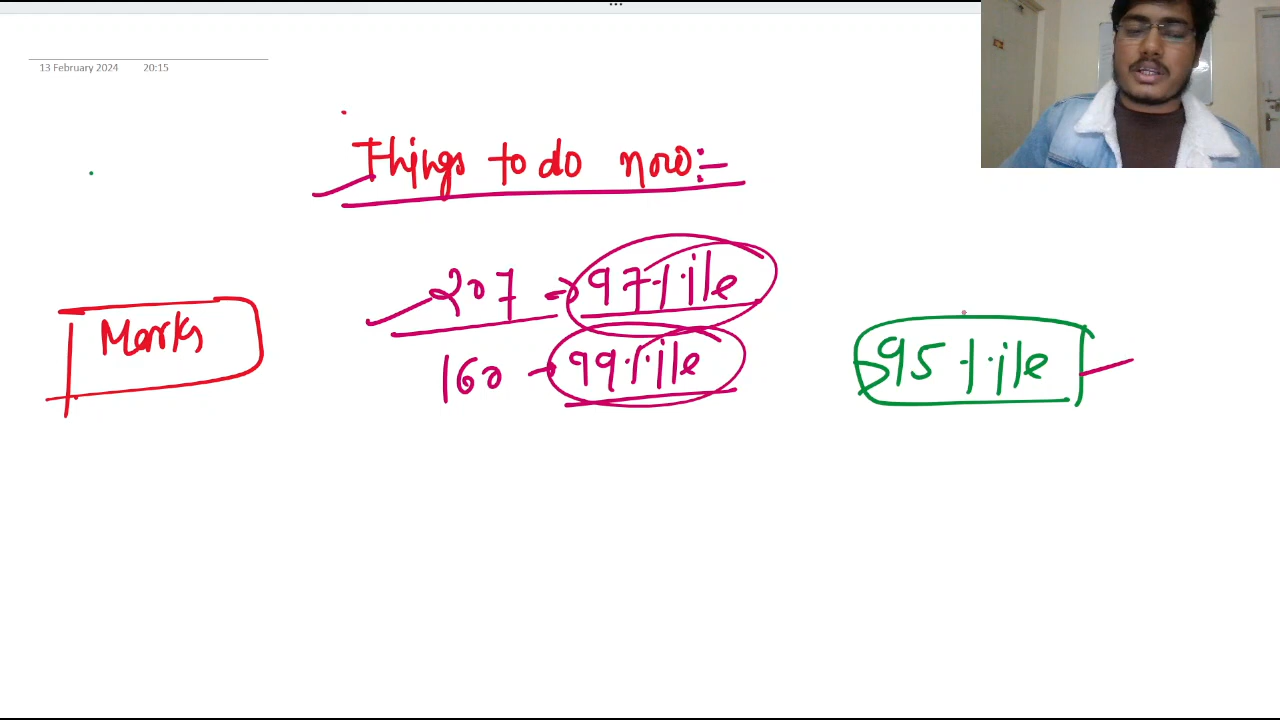 13 February 2024 20:15
Things to do now:-
207 => 97%ile
Marks
160 → 99%ile
95%ile